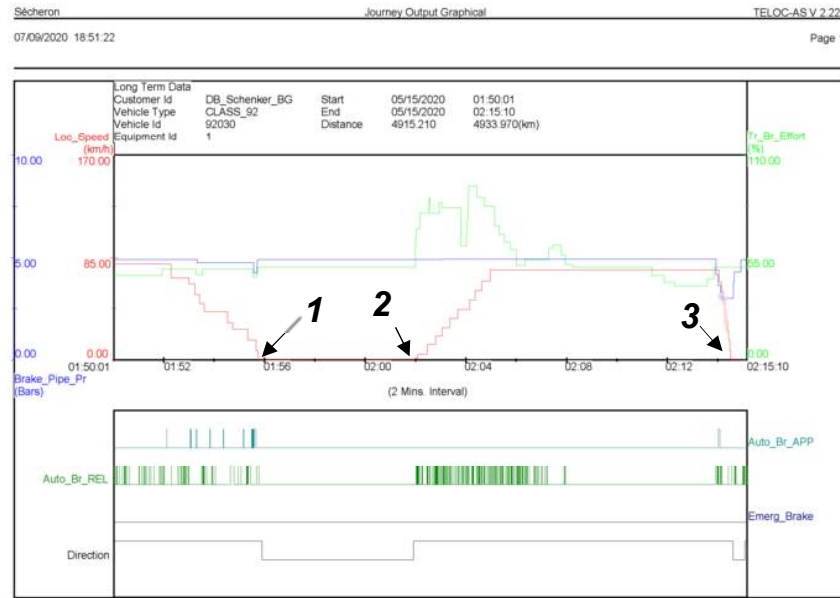 Sécheron Journey Output Graphical TELOC-AS V 2.22
07/09/2020 18:51:22 Page
Long Term Data
Customer Id DB_Schenker_BG Start 05/15/2020 01:50:01
Vehicle Type CLASS_92 End 05/15/2020 02:15:10
Vehicle Id 92030 Distance 4915.210 4933.970(km)
Equipment Id 1
Loc_Speed
(km/h)
Tr_Br_Effort
(%)
10.00 170.00 110.00
5.00 85.00 55.00
1 2 3
0.00 0.00 0.00
01:50:01 01:52 01:56 02:00 02:04 02:08 02:12 02:15:10
Brake_Pipe_Pr
(Bars)
(2 Mins. Interval)
Auto_Br_APP
Auto_Br_REL
Emerg_Brake
Direction